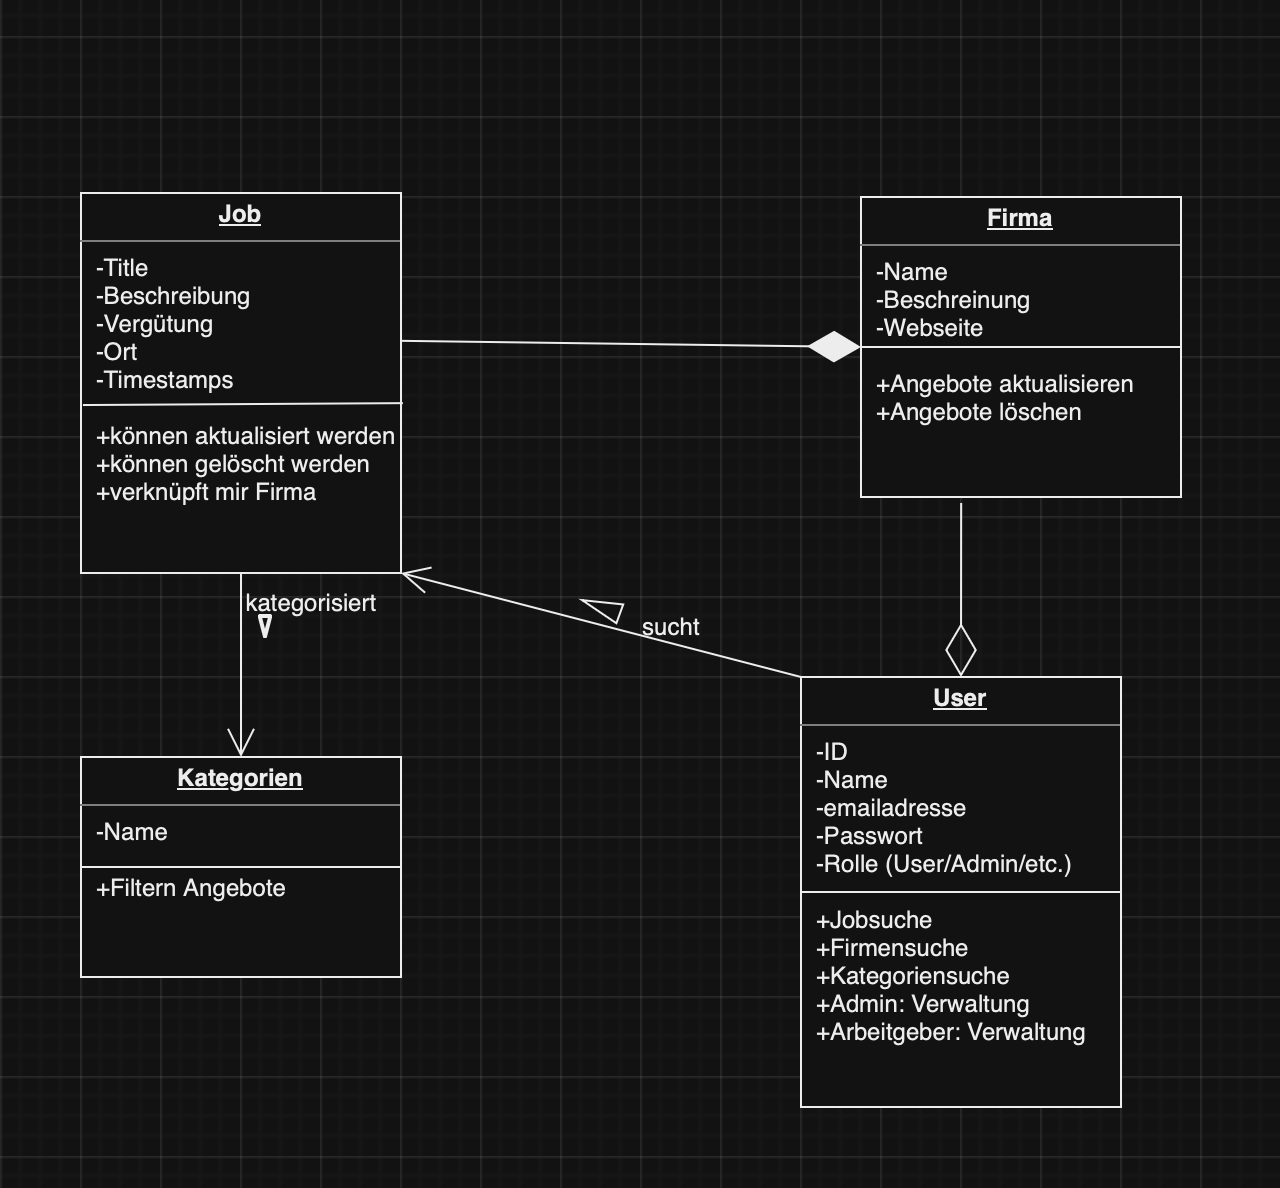 Job
-Title
-Beschreibung
-Vergütung
-Ort
-Timestamps
+können aktualisiert werden
+können gelöscht werden
+verknüpft mir Firma
Firma
-Name
-Beschreinung
-Webseite
+Angebote aktualisieren
+Angebote löschen
kategorisiert
sucht
Kategorien
-Name
+Filtern Angebote
User
-ID
-Name
-emailadresse
-Passwort
-Rolle (User/Admin/etc.)
+Jobsuche
+Firmensuche
+Kategoriensuche
+Admin: Verwaltung
+Arbeitgeber: Verwaltung